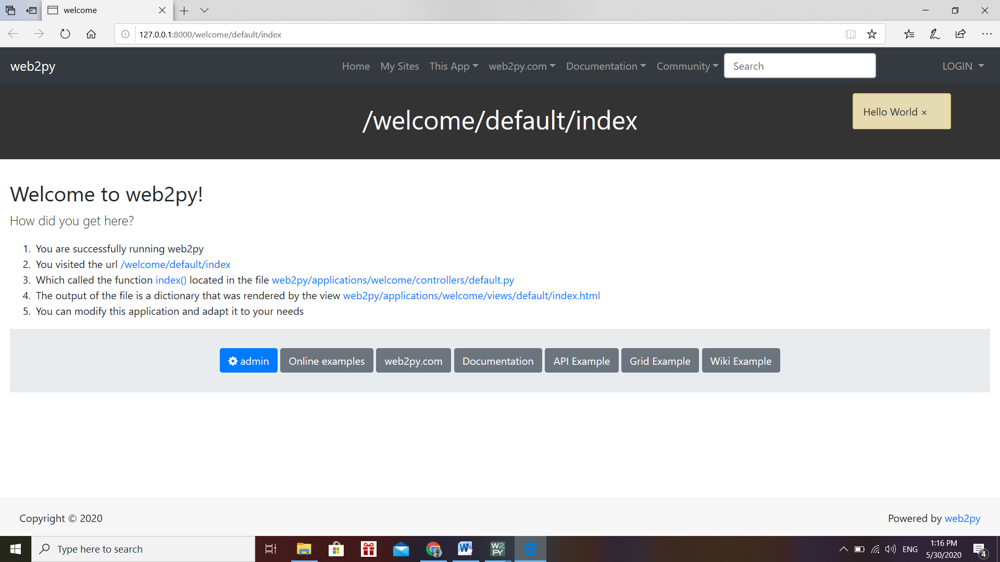 welcome
127.0.0.1:8000/welcome/default/index
web2py Home My Sites This App web2py.com Documentation Community Search LOGIN
/welcome/default/index
Hello World ×
Welcome to web2py!
How did you get here?
1. You are successfully running web2py
2. You visited the url /welcome/default/index
3. Which called the function index() located in the file web2py/applications/welcome/controllers/default.py
4. The output of the file is a dictionary that was rendered by the view web2py/applications/welcome/views/default/index.html
5. You can modify this application and adapt it to your needs
admin Online examples web2py.com Documentation API Example Grid Example Wiki Example
Copyright © 2020 Powered by web2py
Type here to search W W2 PY ENG 1:16 PM
5/30/2020 4